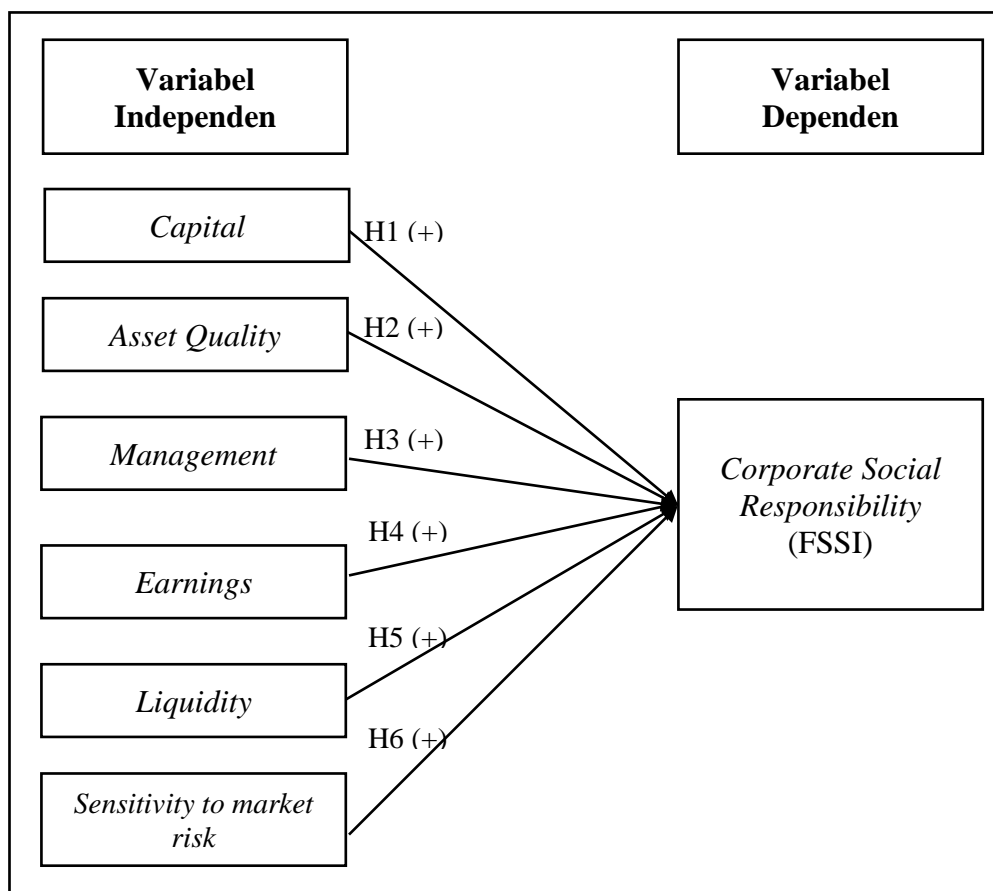 Variabel
Independen
Variabel
Dependen
Capital
H1 (+)
Asset Quality
H2 (+)
Management
H3 (+)
Earnings
H4 (+)
Liquidity
H5 (+)
Sensitivity to market
risk
H6 (+)
Corporate Social
Responsibility
(FSSI)